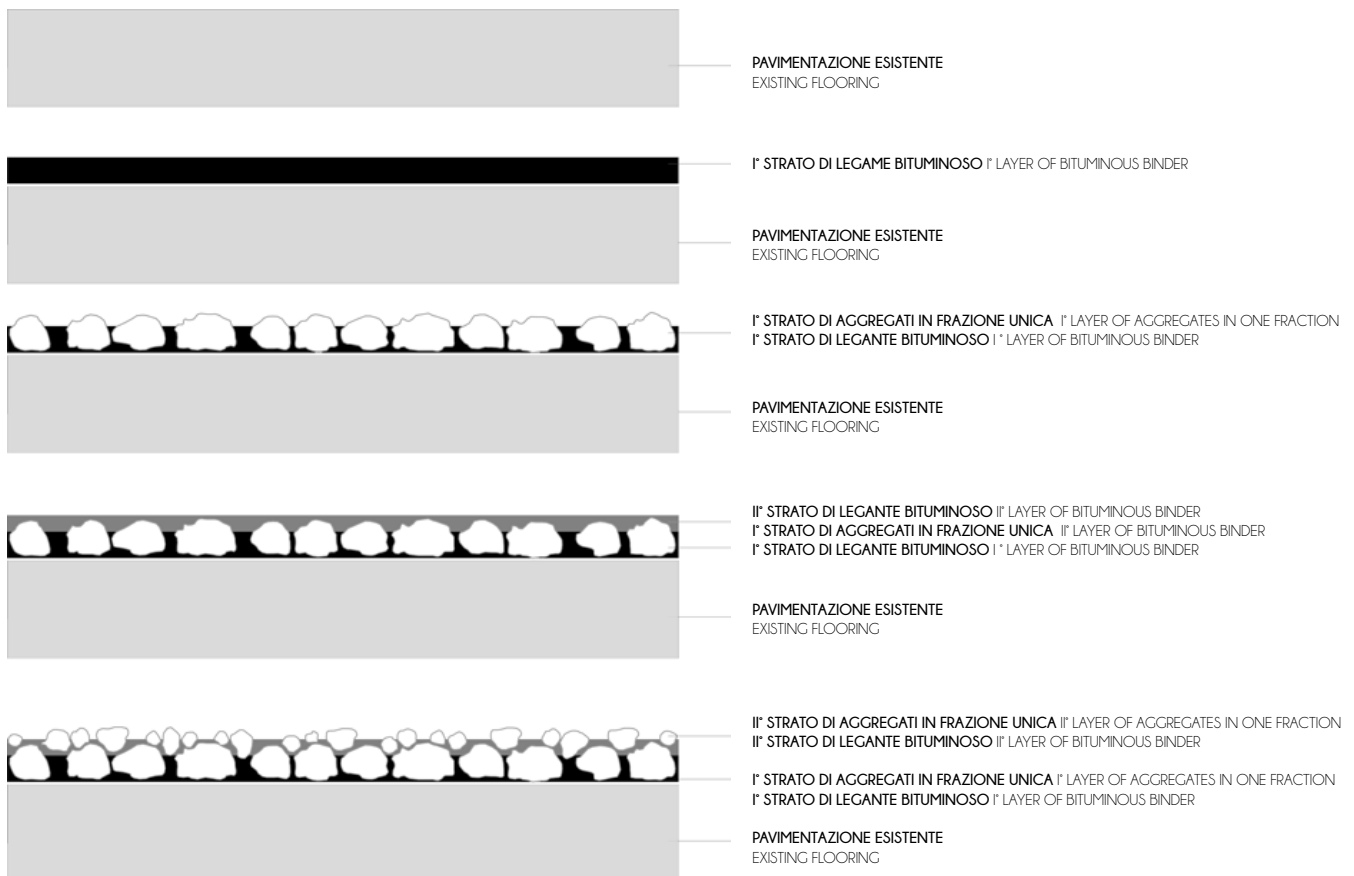 PAVIMENTAZIONE ESISTENTE
EXISTING FLOORING
I° STRATO DI LEGAME BITUMINOSO I° LAYER OF BITUMINOUS BINDER
PAVIMENTAZIONE ESISTENTE
EXISTING FLOORING
I° STRATO DI AGGREGATI IN FRAZIONE UNICA I° LAYER OF AGGREGATES IN ONE FRACTION
I° STRATO DI LEGANTE BITUMINOSO I ° LAYER OF BITUMINOUS BINDER
PAVIMENTAZIONE ESISTENTE
EXISTING FLOORING
II° STRATO DI LEGANTE BITUMINOSO II° LAYER OF BITUMINOUS BINDER
I° STRATO DI AGGREGATI IN FRAZIONE UNICA II° LAYER OF BITUMINOUS BINDER
I° STRATO DI LEGANTE BITUMINOSO I ° LAYER OF BITUMINOUS BINDER
PAVIMENTAZIONE ESISTENTE
EXISTING FLOORING
II° STRATO DI AGGREGATI IN FRAZIONE UNICA II° LAYER OF AGGREGATES IN ONE FRACTION
II° STRATO DI LEGANTE BITUMINOSO II° LAYER OF BITUMINOUS BINDER
I° STRATO DI AGGREGATI IN FRAZIONE UNICA I° LAYER OF AGGREGATES IN ONE FRACTION
I° STRATO DI LEGANTE BITUMINOSO I° LAYER OF BITUMINOUS BINDER
PAVIMENTAZIONE ESISTENTE
EXISTING FLOORING